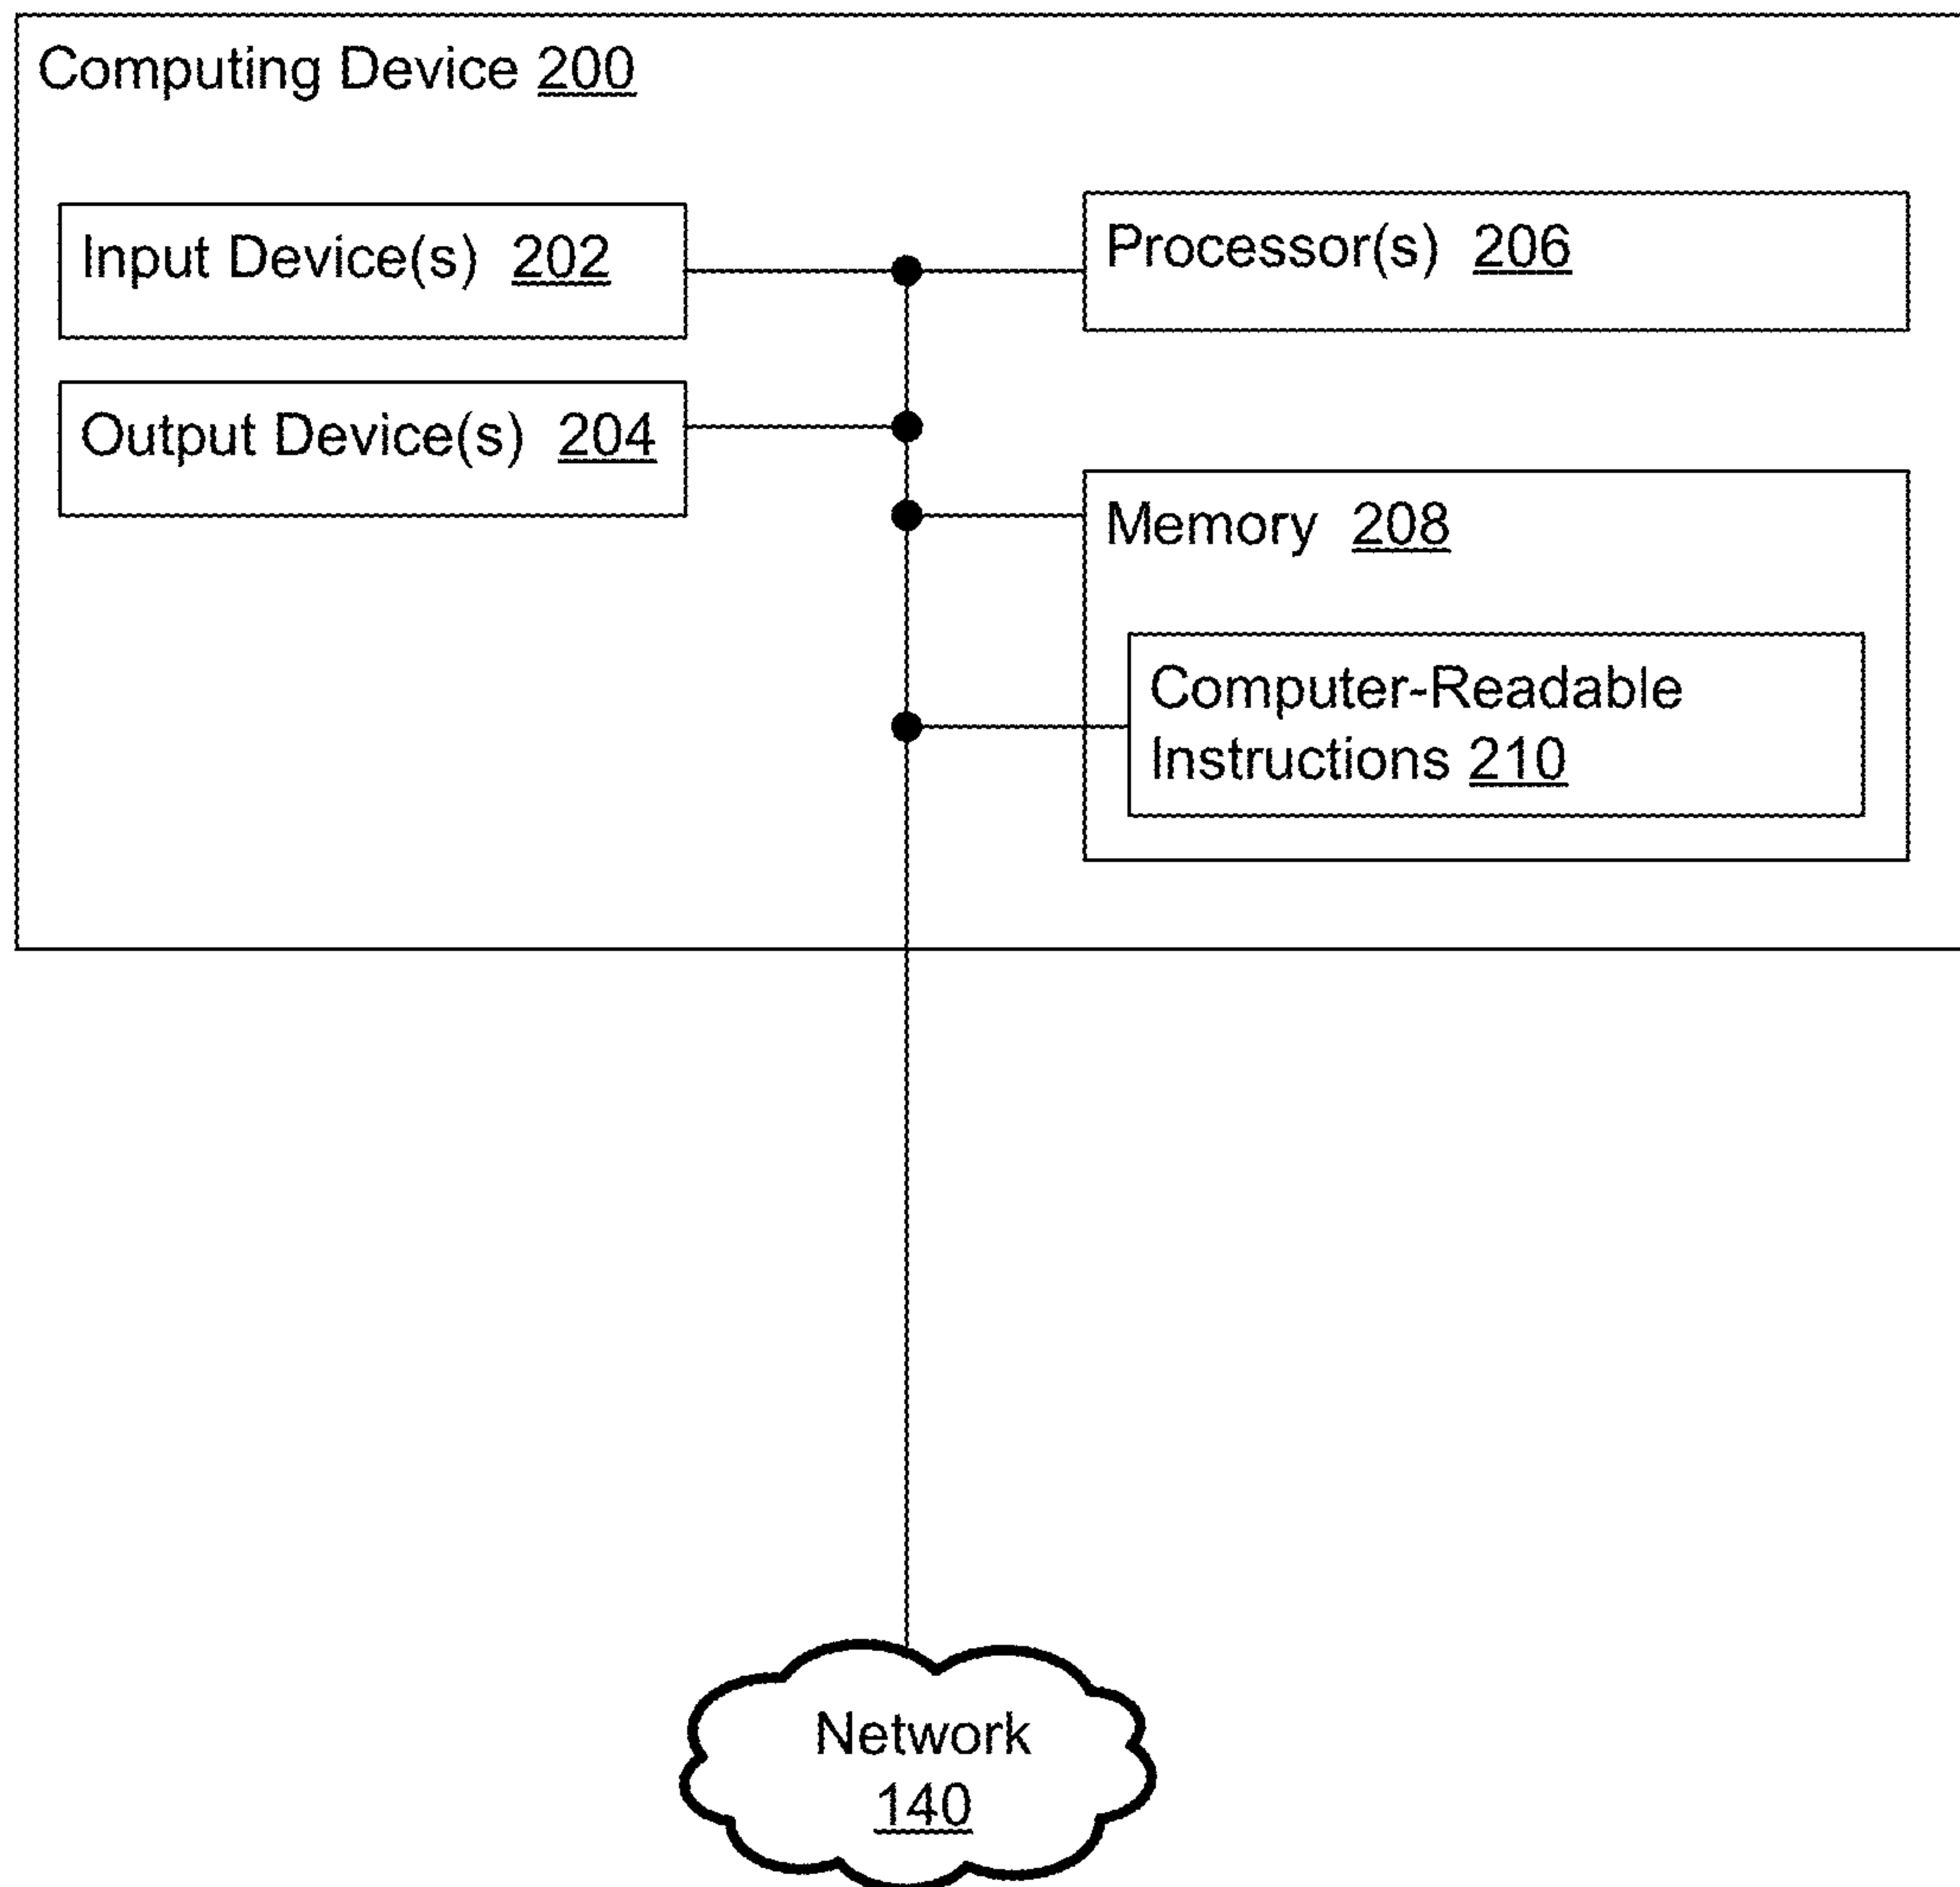 Computing Device 200
Input Device(s) 202
Processor(s) 206
Output Device(s) 204
Memory 208
Computer-Readable
Instructions 210
Network
140